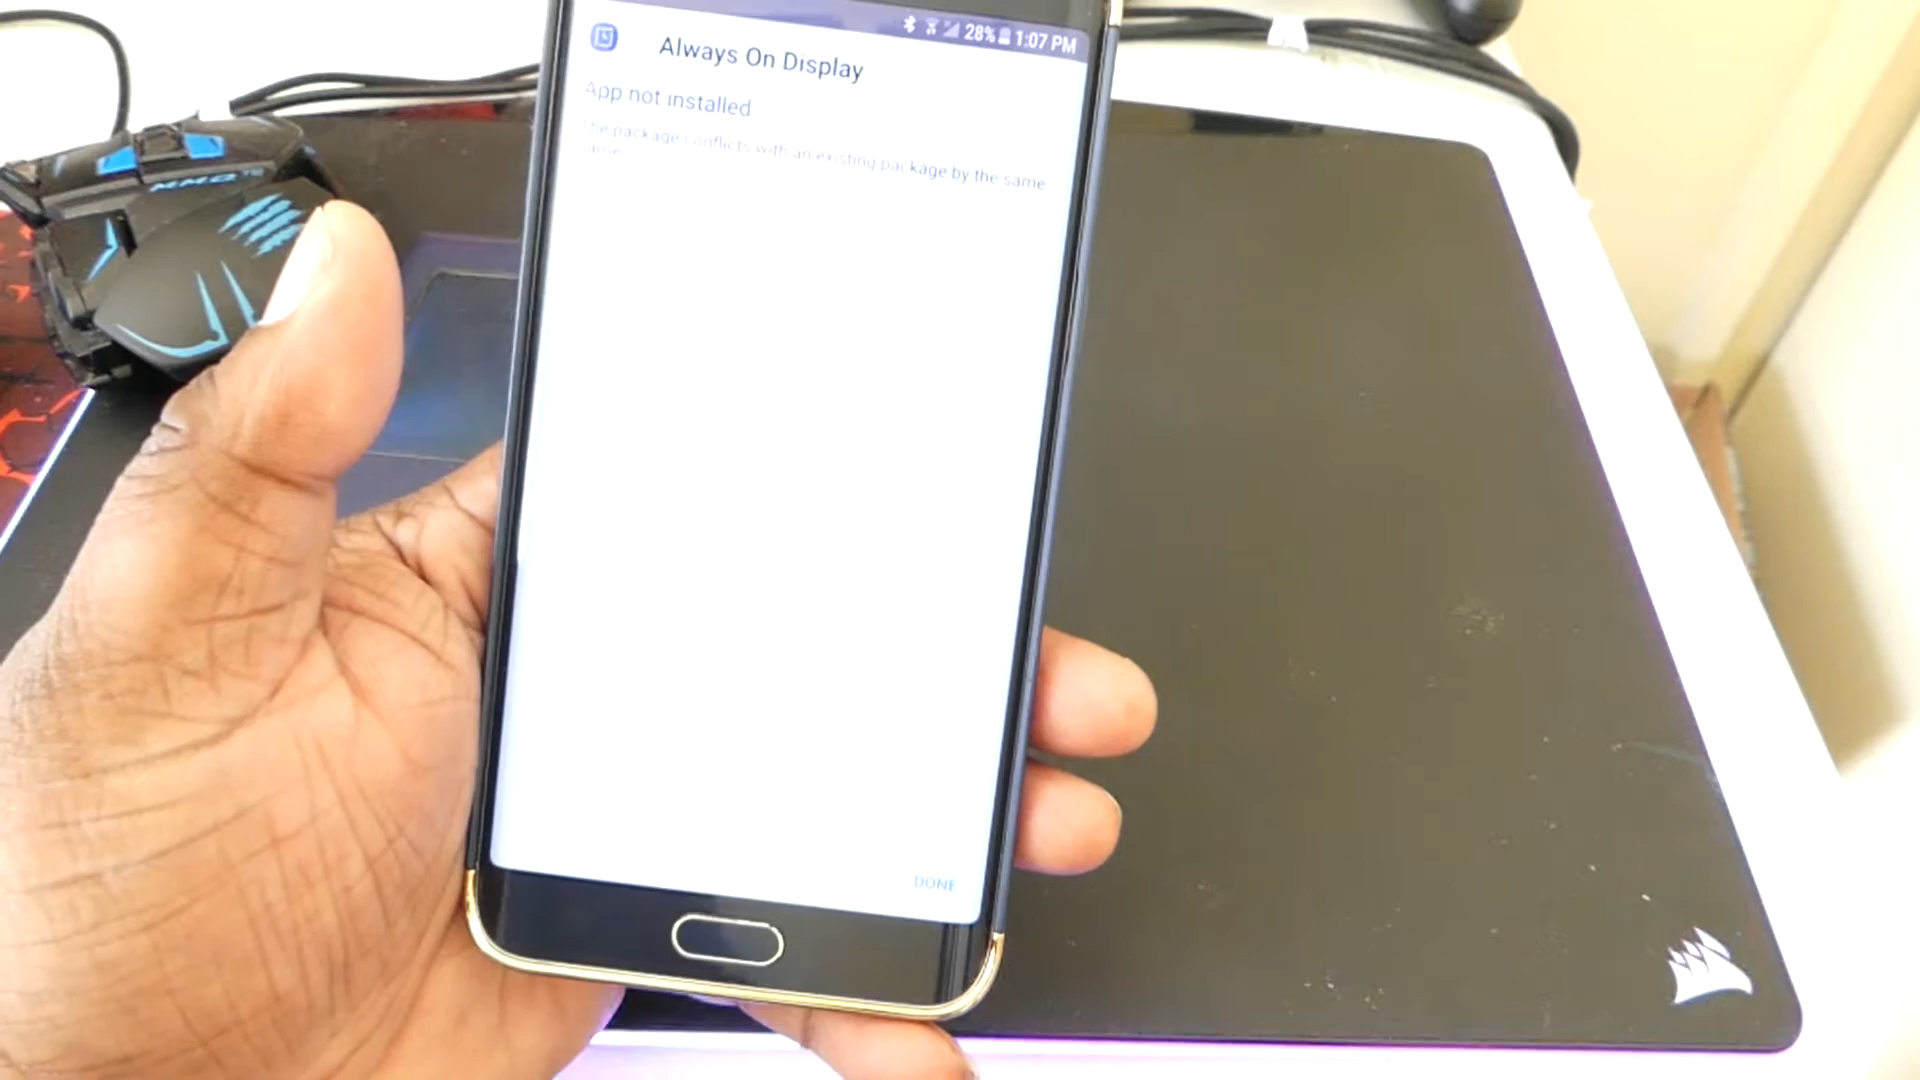 28% 1:07 PM
Always On Display
App not installed
The package conflicts with an existing package by the same
name.
DONE
MMO